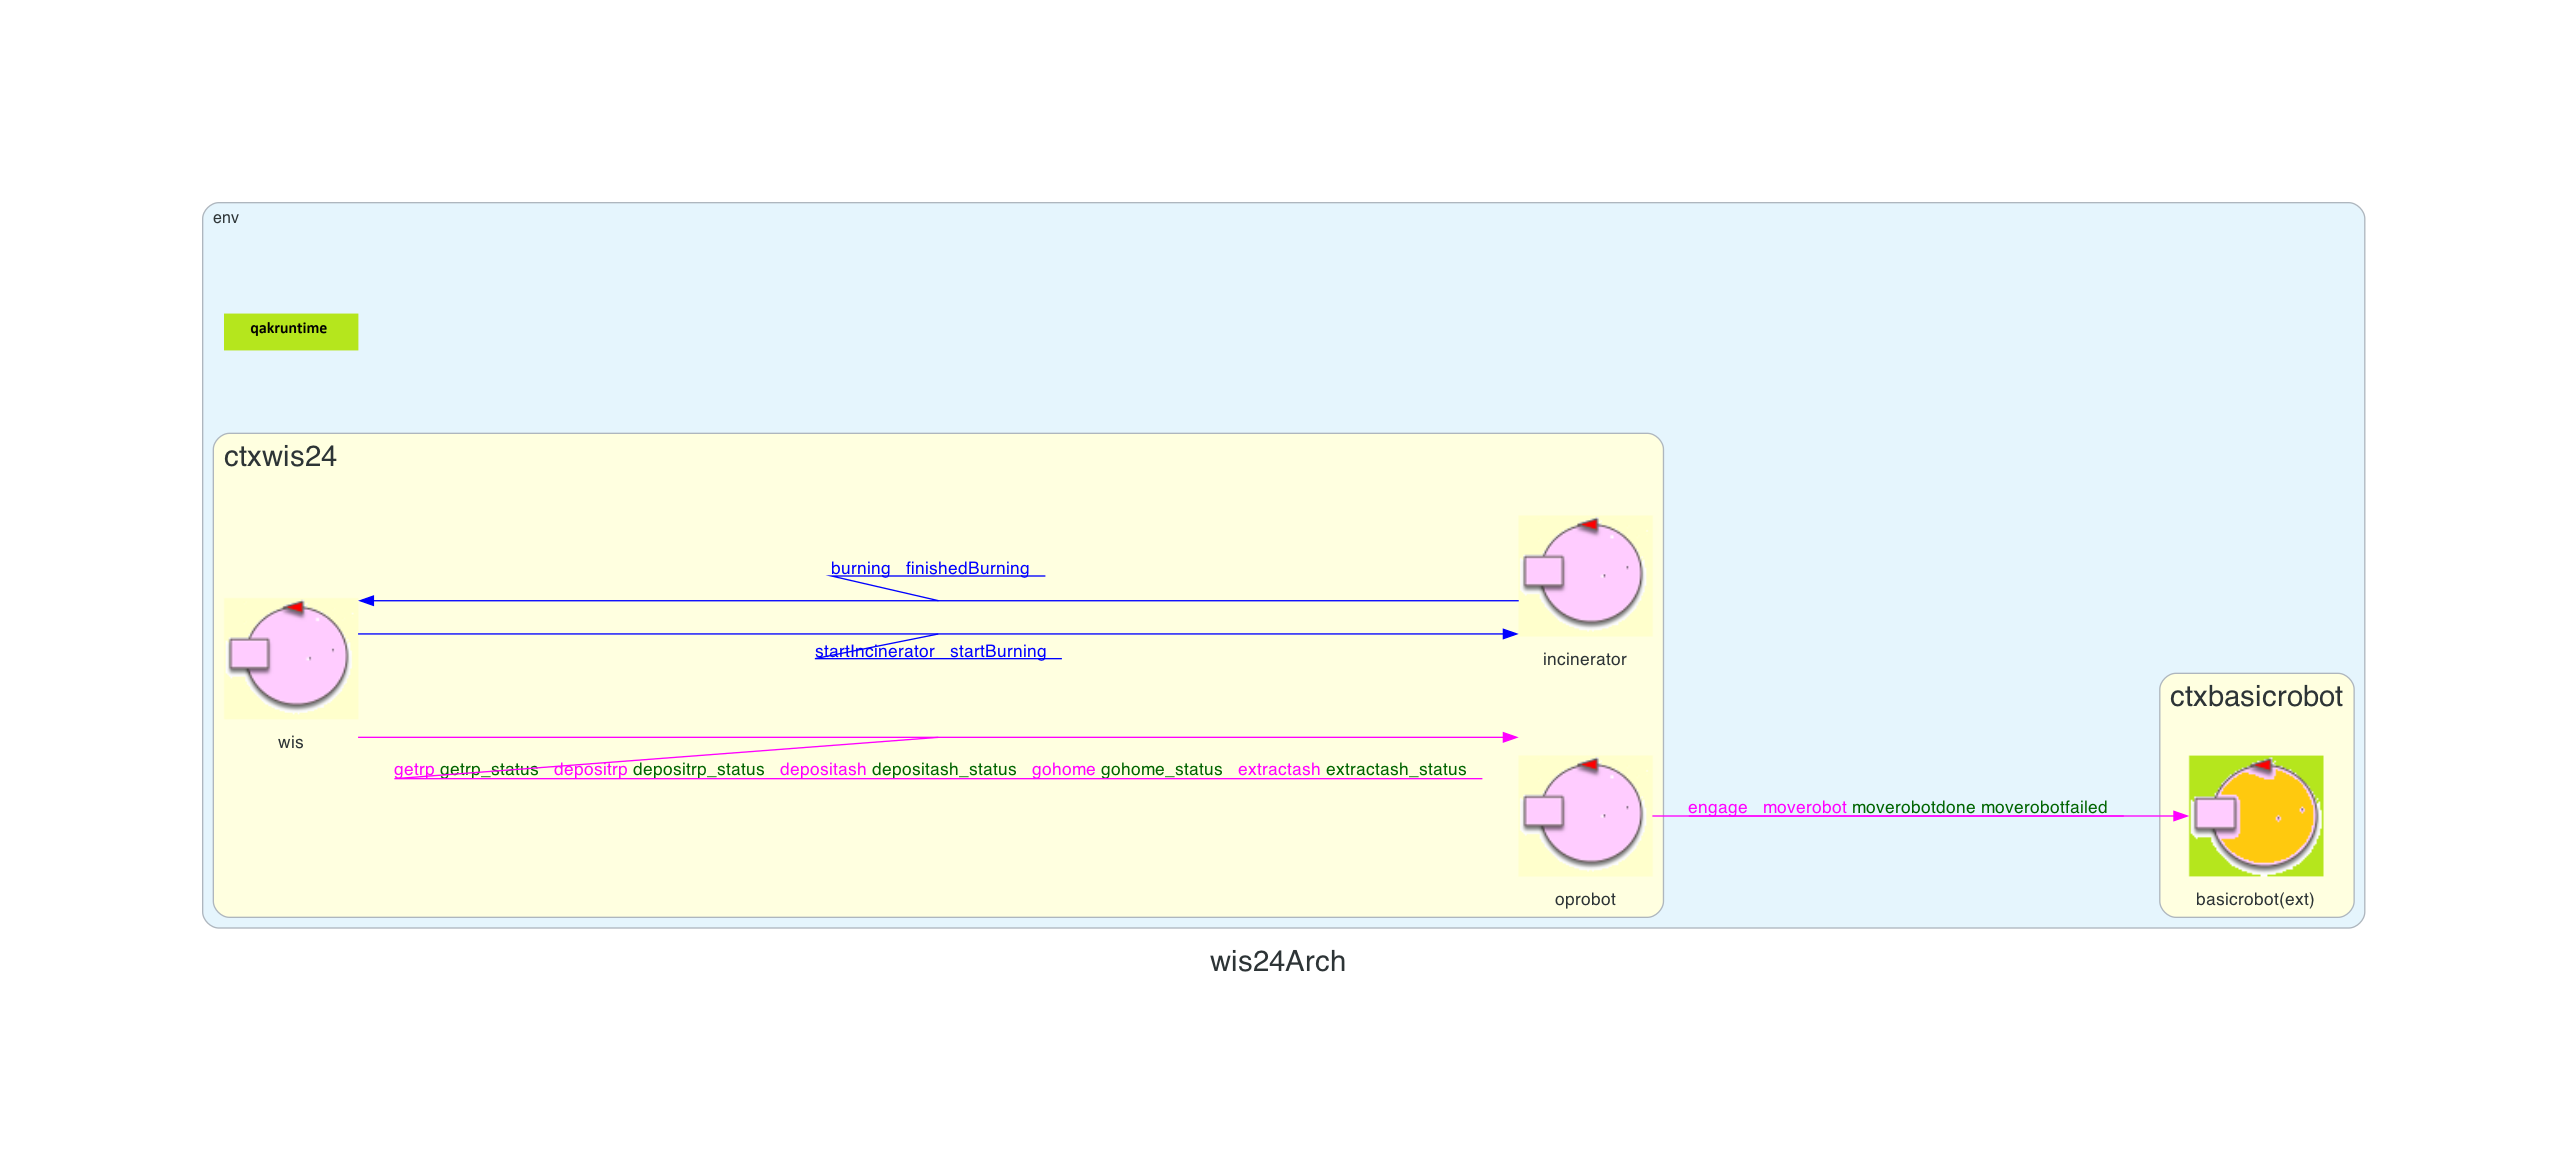 env
qakruntime
ctxwis24
burning finishedBurning
startIncinerator startBurning
incinerator
ctxbasicrobot
wis
getrp getrp_status depositrp depositrp_status depositash depositash_status gohome gohome_status extractash extractash_status
engage moverobot moverobotdone moverobotfailed
oprobot
basicrobot(ext)
wis24Arch